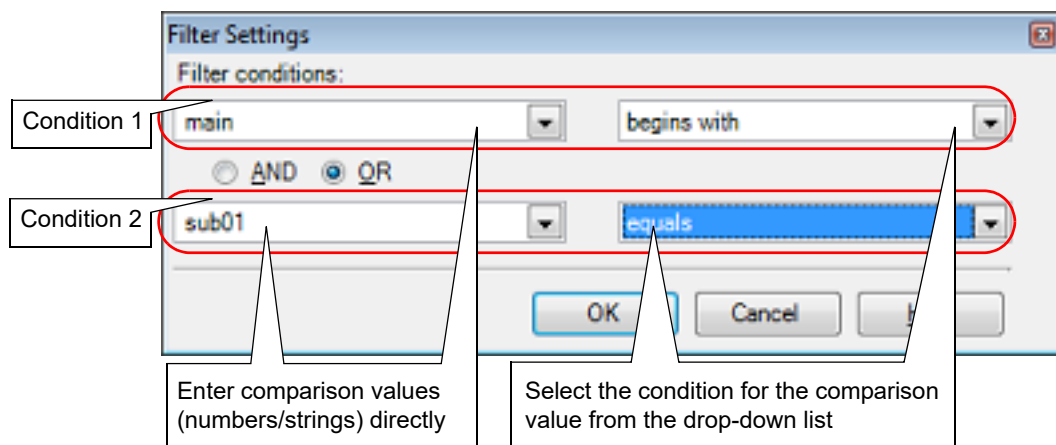 Filter Settings
Filter conditions:
Condition 1
main
begins with
AND
OR
Condition 2
sub01
equals
OK
Cancel
Enter comparison values
(numbers/strings) directly
Select the condition for the comparison
value from the drop-down list